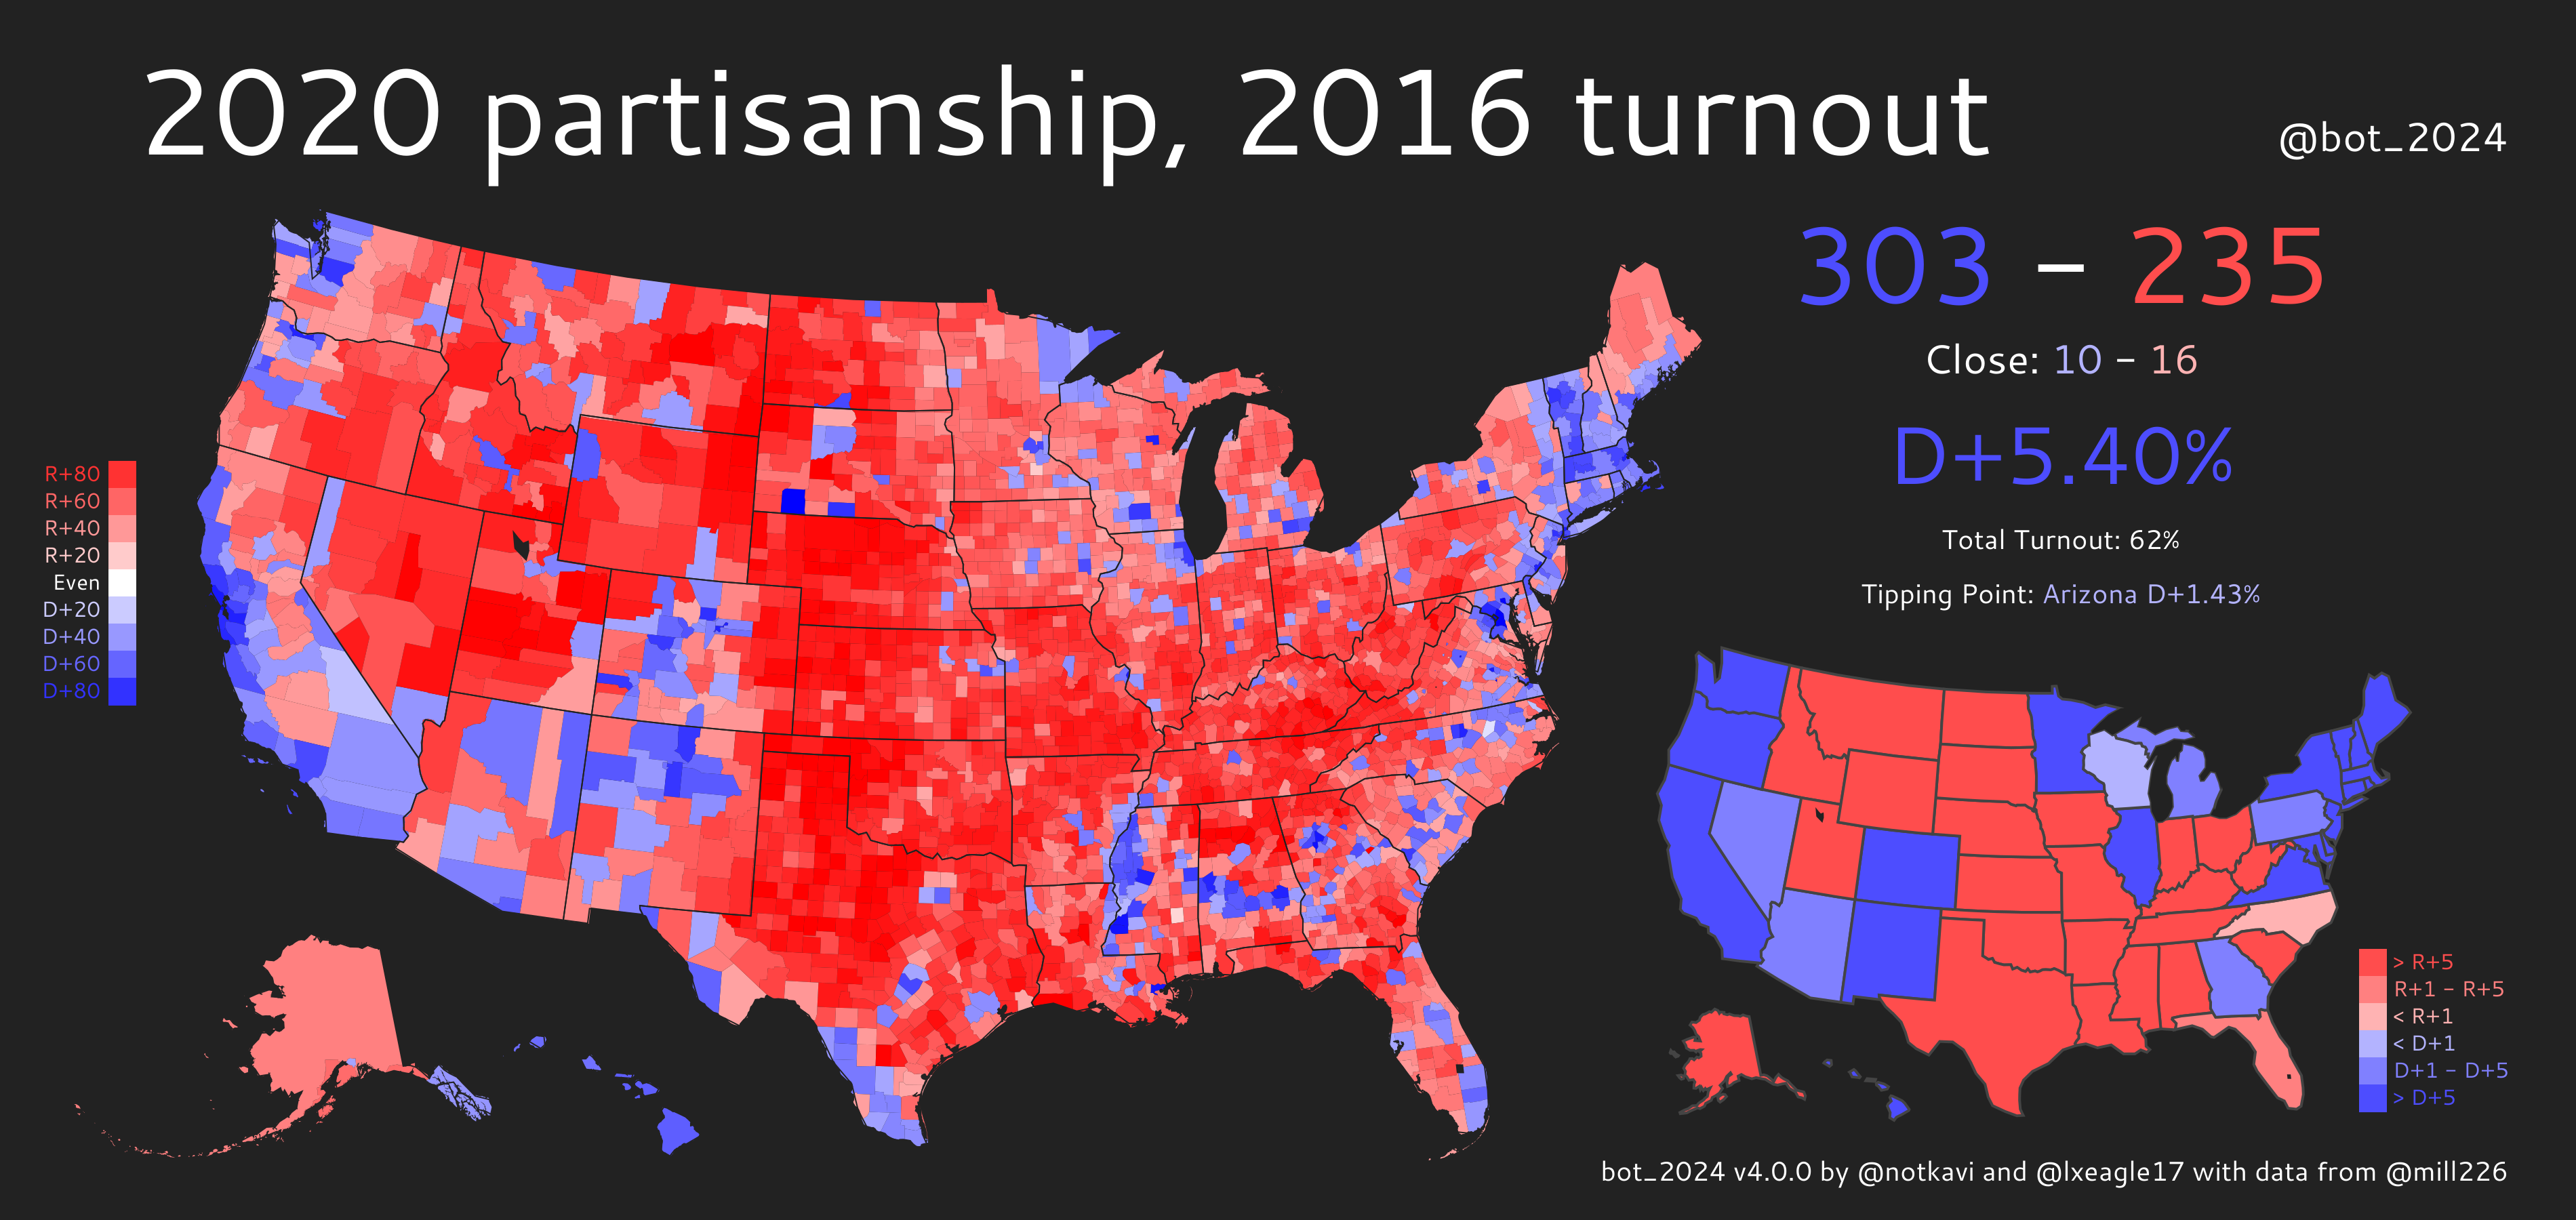 2020 partisanship, 2016 turnout
@bot_2024
303 – 235
Close: 10 – 16
D+5.40%
Total Turnout: 62%
Tipping Point: Arizona D+1.43%
R+80
R+60
R+40
R+20
Even
D+20
D+40
D+60
D+80
> R+5
R+1 – R+5
< R+1
< D+1
D+1 – D+5
> D+5
bot_2024 v4.0.0 by @notkavi and @lxeagle17 with data from @mill226